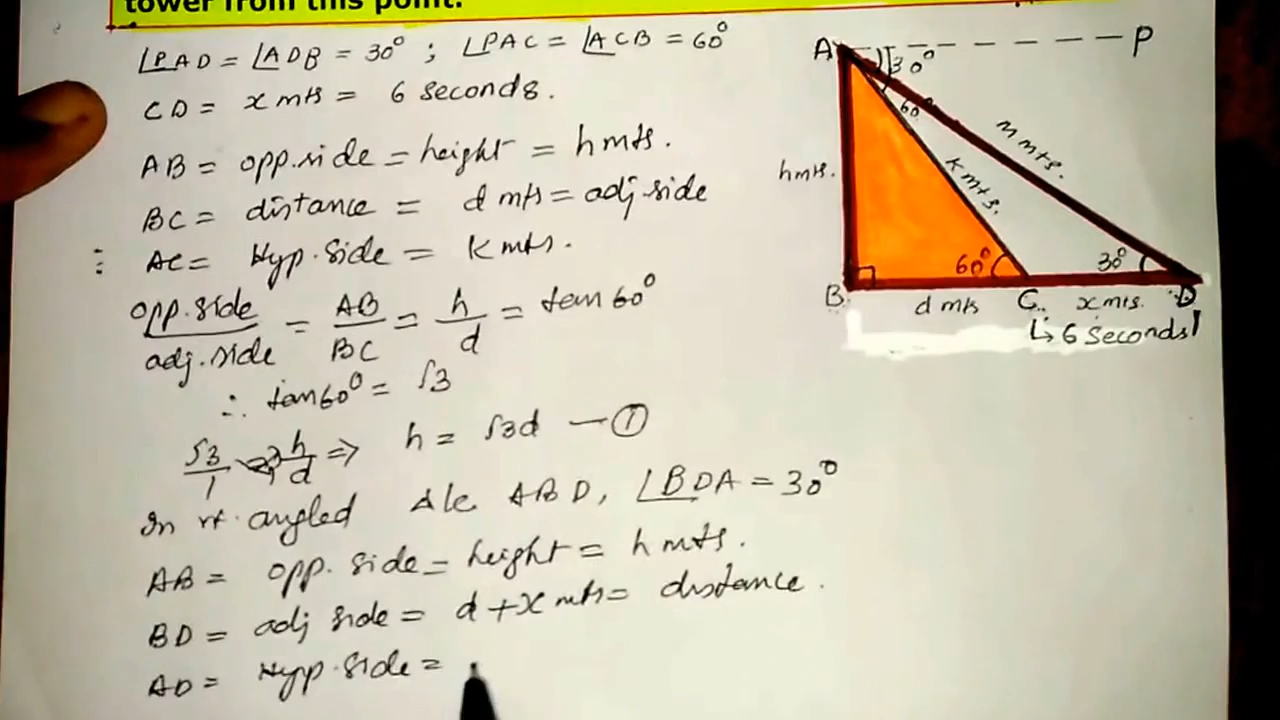 tower from this point.
∠PAD = ∠ADB = 30° ; ∠PAC = ∠ACB = 60°
CD = x mts = 6 seconds.
AB = opp.side = height = h mts.
BC = distance = d mts = adj side
∴ AC = Hyp. Side = K mts.
opp.side / adj.side = AB / BC = h / d = tan 60°
∴ tan 60° = √3
√3 / 1 h / d => h = √3d — ①
In rt. angled Δle ABD, ∠BDA = 30°
AB = opp. side = height = h mts.
BD = adj side = d + x mts = distance.
AD = Hyp. Side =
A
P
30°
60°
m mts.
h mts.
K mts.
60°
30°
B
d mts
C
x mts.
D
↳ 6 Seconds